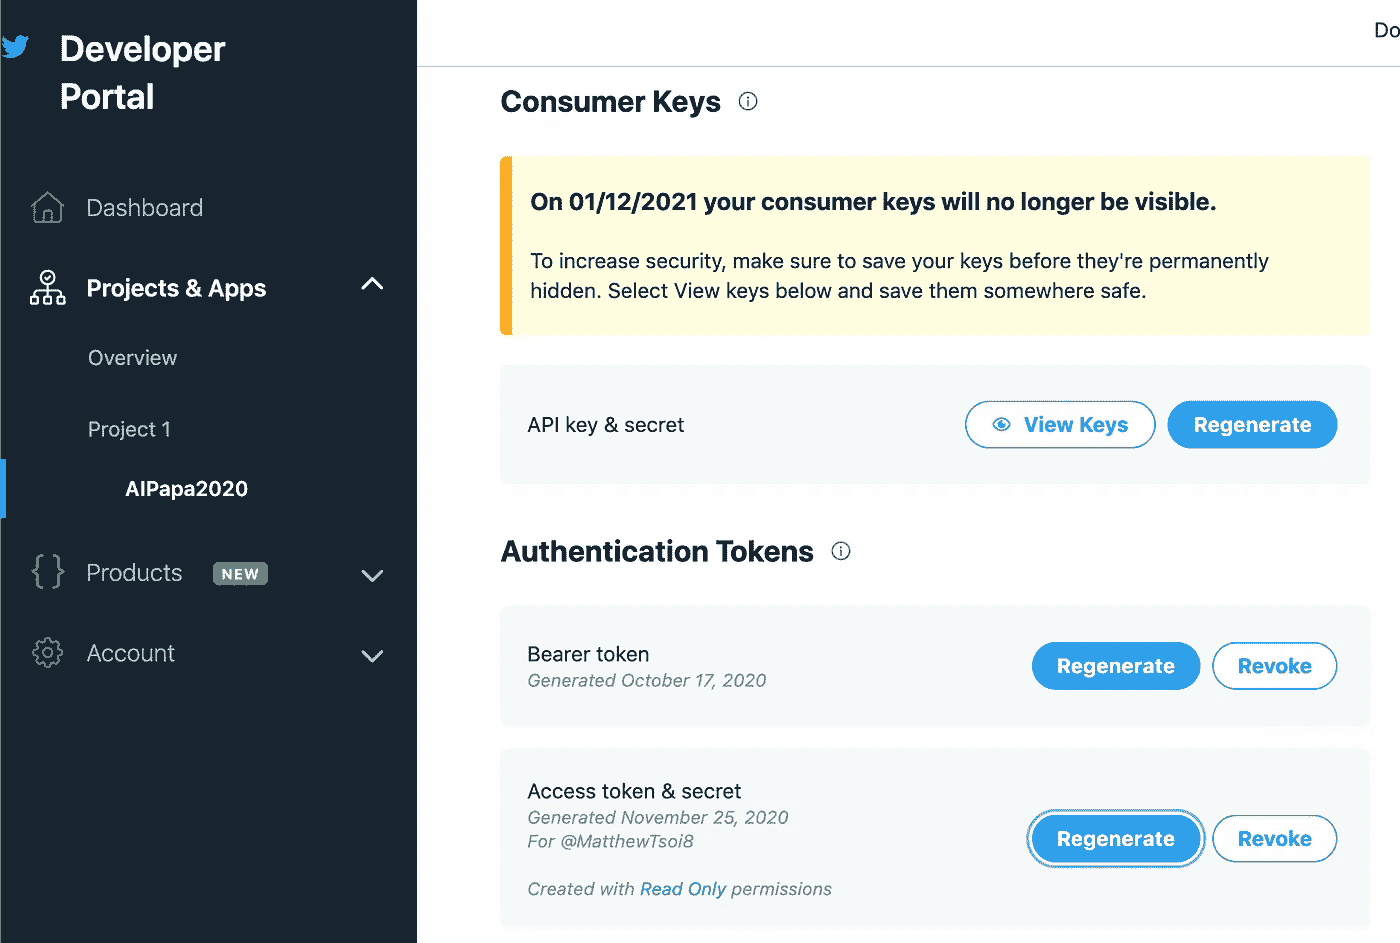 Developer
Portal
Dashboard
Projects & Apps
Overview
Project 1
AIPapa2020
Products NEW
Account
Consumer Keys
On 01/12/2021 your consumer keys will no longer be visible.
To increase security, make sure to save your keys before they're permanently
hidden. Select View keys below and save them somewhere safe.
API key & secret
View Keys
Regenerate
Authentication Tokens
Bearer token
Generated October 17, 2020
Regenerate
Revoke
Access token & secret
Generated November 25, 2020
For @MatthewTsoi8
Created with Read Only permissions
Regenerate
Revoke